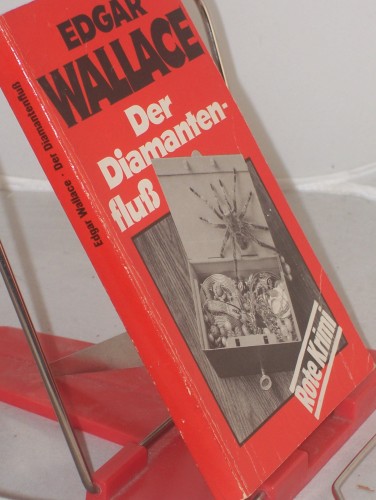 EDGAR
WALLACE
Der
Diamanten-
fluß
Rote Krimi
Edgar Wallace · Der Diamantenfluß